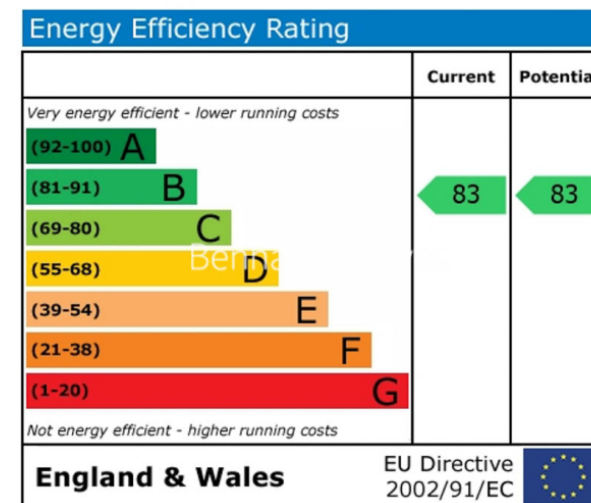 Energy Efficiency Rating
Current Potentia
Very energy efficient - lower running costs
(92-100) A
(81-91) B
83 83
(69-80) C
(55-68) D
(39-54) E
(21-38) F
(1-20) G
Not energy efficient - higher running costs
England & Wales
EU Directive
2002/91/EC